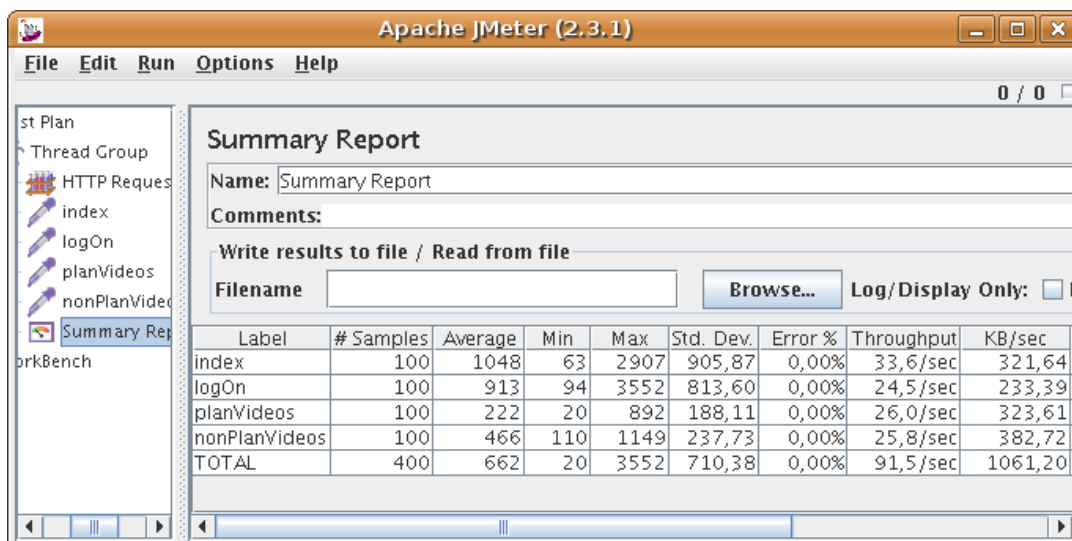 Apache JMeter (2.3.1)
File Edit Run Options Help
0 / 0
st Plan
Thread Group
HTTP Reques
index
logOn
planVideos
nonPlanVideo
Summary Rep
orkBench
Summary Report
Name: Summary Report
Comments:
Write results to file / Read from file
Filename Browse... Log/Display Only:
Label # Samples Average Min Max Std. Dev. Error % Throughput KB/sec
index 100 1048 63 2907 905,87 0,00% 33,6/sec 321,64
logOn 100 913 94 3552 813,60 0,00% 24,5/sec 233,39
planVideos 100 222 20 892 188,11 0,00% 26,0/sec 323,61
nonPlanVideos 100 466 110 1149 237,73 0,00% 25,8/sec 382,72
TOTAL 400 662 20 3552 710,38 0,00% 91,5/sec 1061,20